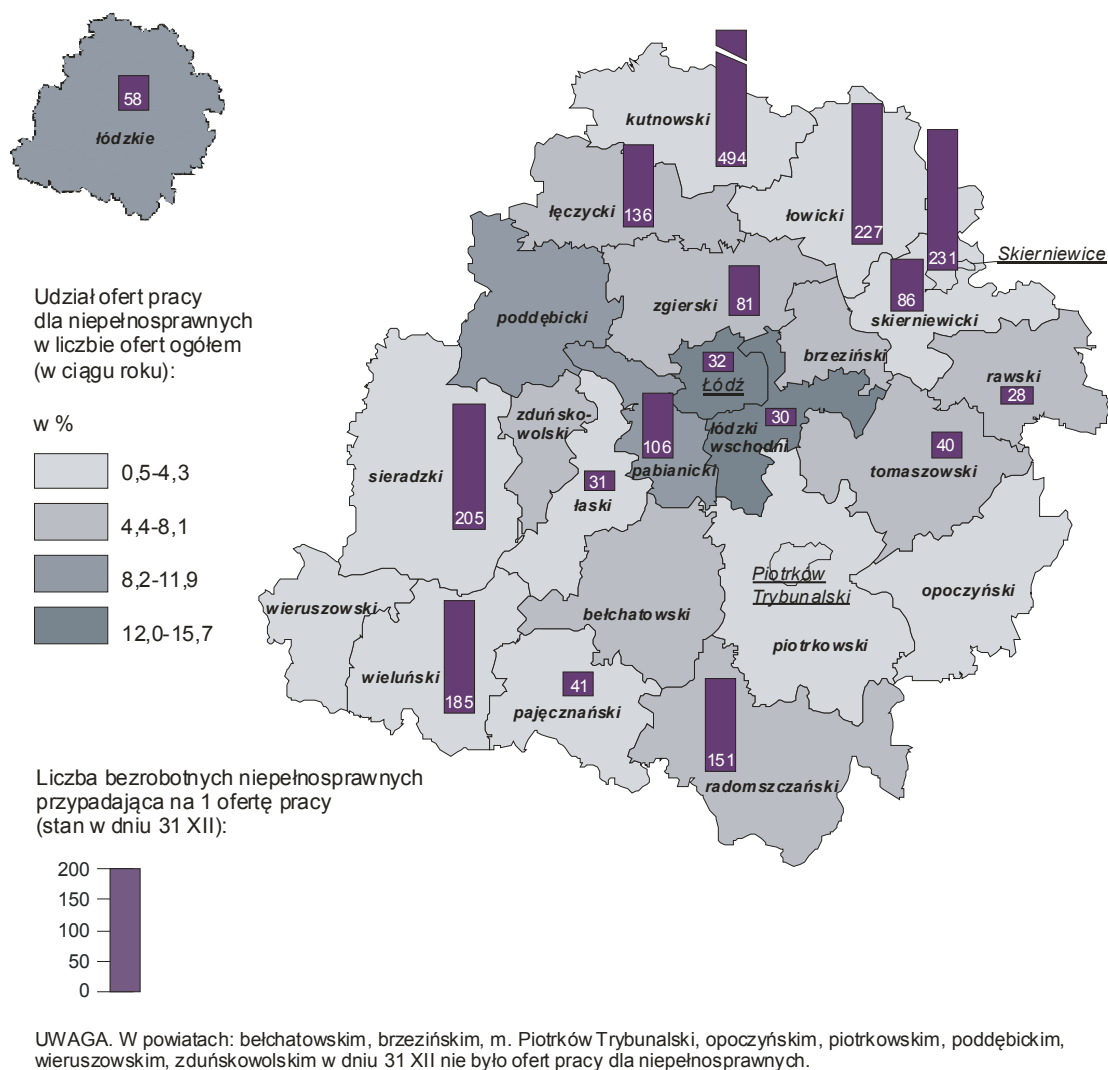 58
łódzkie
kutnowski
494
łęczycki
136
łowicki
227
231
Skierniewice
86
skierniewicki
zgierski
81
poddębicki
brzeziński
rawski
28
32
Łódź
30
łódzki
wschodni
zduńsko-
wolski
106
pabianicki
40
tomaszowski
sieradzki
205
31
łaski
Piotrków
Trybunalski
opoczyński
wieruszowski
bełchatowski
piotrkowski
wieluński
185
41
pajęcznański
151
radomszczański
Udział ofert pracy
dla niepełnosprawnych
w liczbie ofert ogółem
(w ciągu roku):
w %
0,5-4,3
4,4-8,1
8,2-11,9
12,0-15,7
Liczba bezrobotnych niepełnosprawnych
przypadająca na 1 ofertę pracy
(stan w dniu 31 XII):
200
150
100
50
0
UWAGA. W powiatach: bełchatowskim, brzezińskim, m. Piotrków Trybunalski, opoczyńskim, piotrkowskim, poddębickim,
wieruszowskim, zduńskowolskim w dniu 31 XII nie było ofert pracy dla niepełnosprawnych.